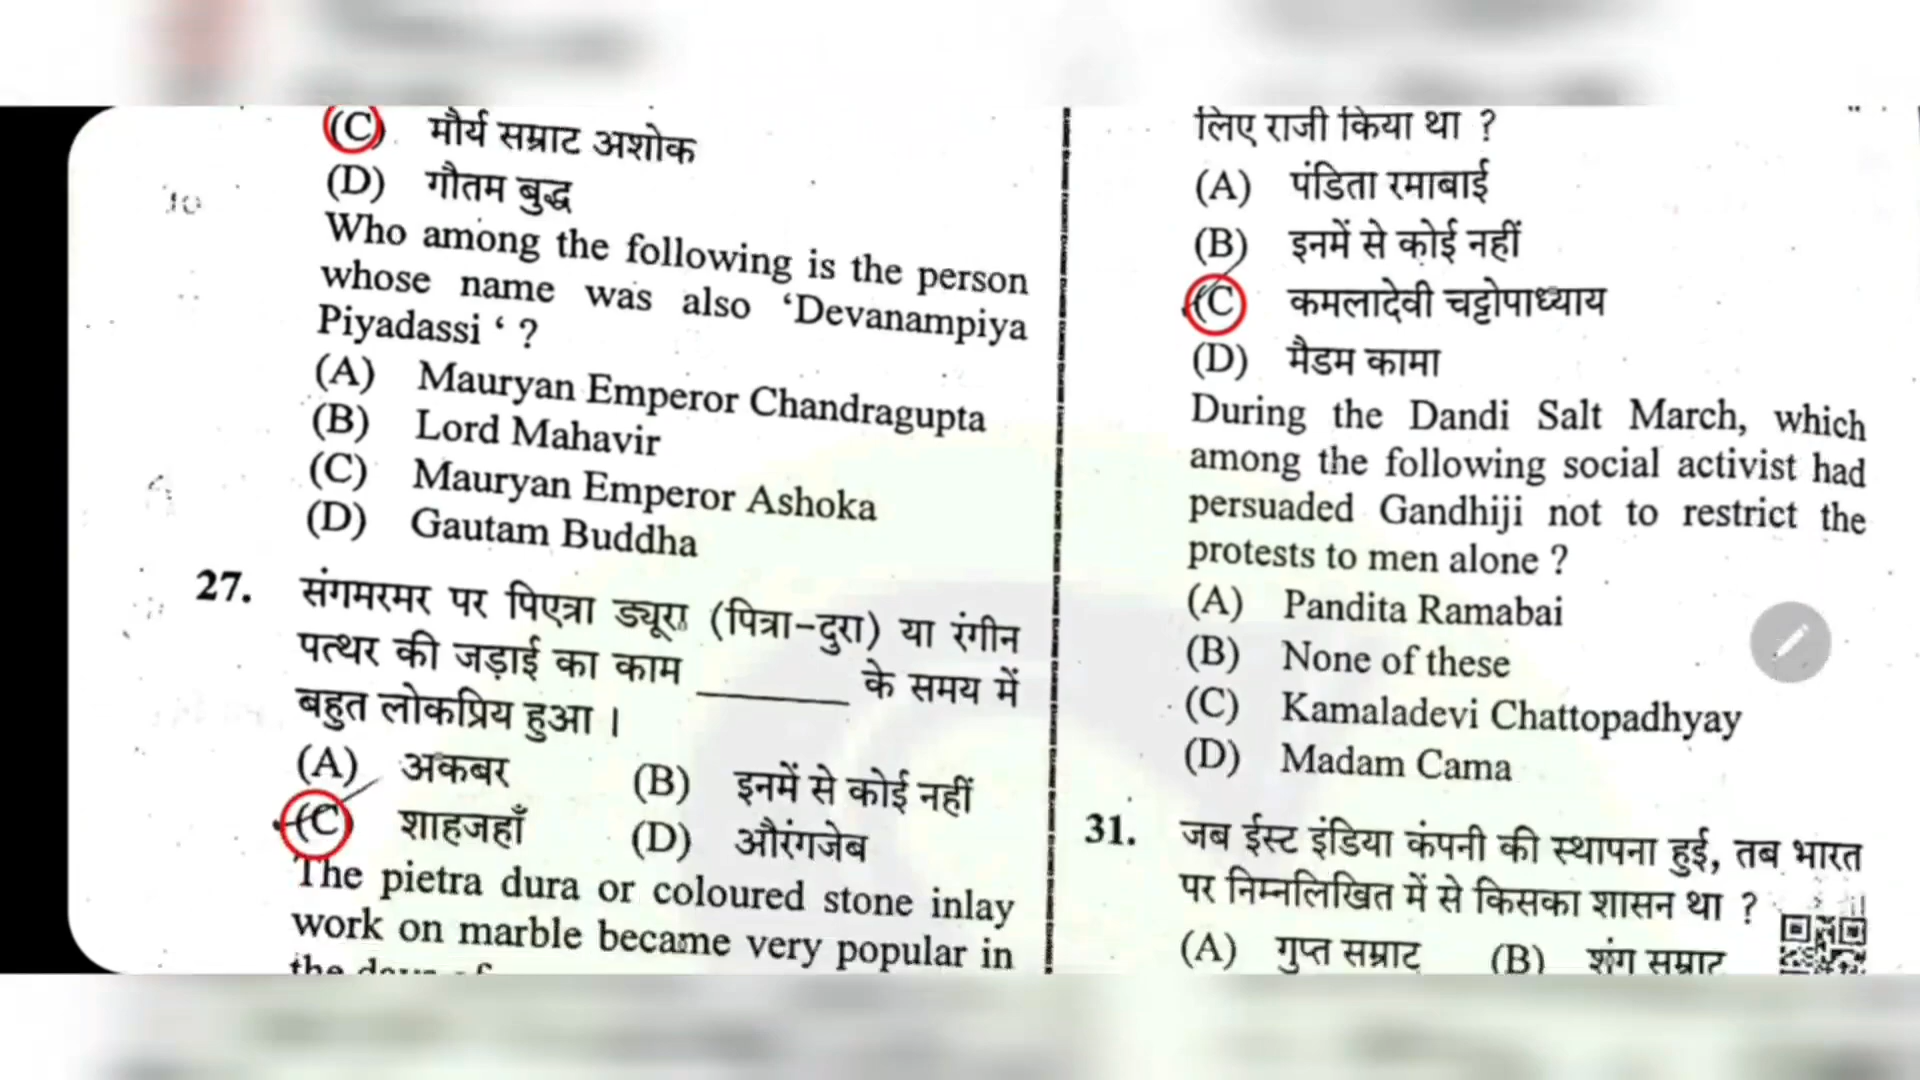 (C) मौर्य सम्राट अशोक
(D) गौतम बुद्ध
Who among the following is the person
whose name was also ‘Devanampiya
Piyadassi ‘ ?
(A) Mauryan Emperor Chandragupta
(B) Lord Mahavir
(C) Mauryan Emperor Ashoka
(D) Gautam Buddha
27. संगमरमर पर पिएत्रा ड्यूरा (पित्रा-दुरा) या रंगीन
पत्थर की जड़ाई का काम ________ के समय में
बहुत लोकप्रिय हुआ ।
(A) अकबर (B) इनमें से कोई नहीं
(C) शाहजहाँ (D) औरंगजेब
The pietra dura or coloured stone inlay
work on marble became very popular in
लिए राजी किया था ?
(A) पंडिता रमाबाई
(B) इनमें से कोई नहीं
(C) कमलादेवी चट्टोपाध्याय
(D) मैडम कामा
During the Dandi Salt March, which
among the following social activist had
persuaded Gandhiji not to restrict the
protests to men alone ?
(A) Pandita Ramabai
(B) None of these
(C) Kamaladevi Chattopadhyay
(D) Madam Cama
31. जब ईस्ट इंडिया कंपनी की स्थापना हुई, तब भारत
पर निम्नलिखित में से किसका शासन था ?
(A) गुप्त सम्राट (B) शुंग सम्राट